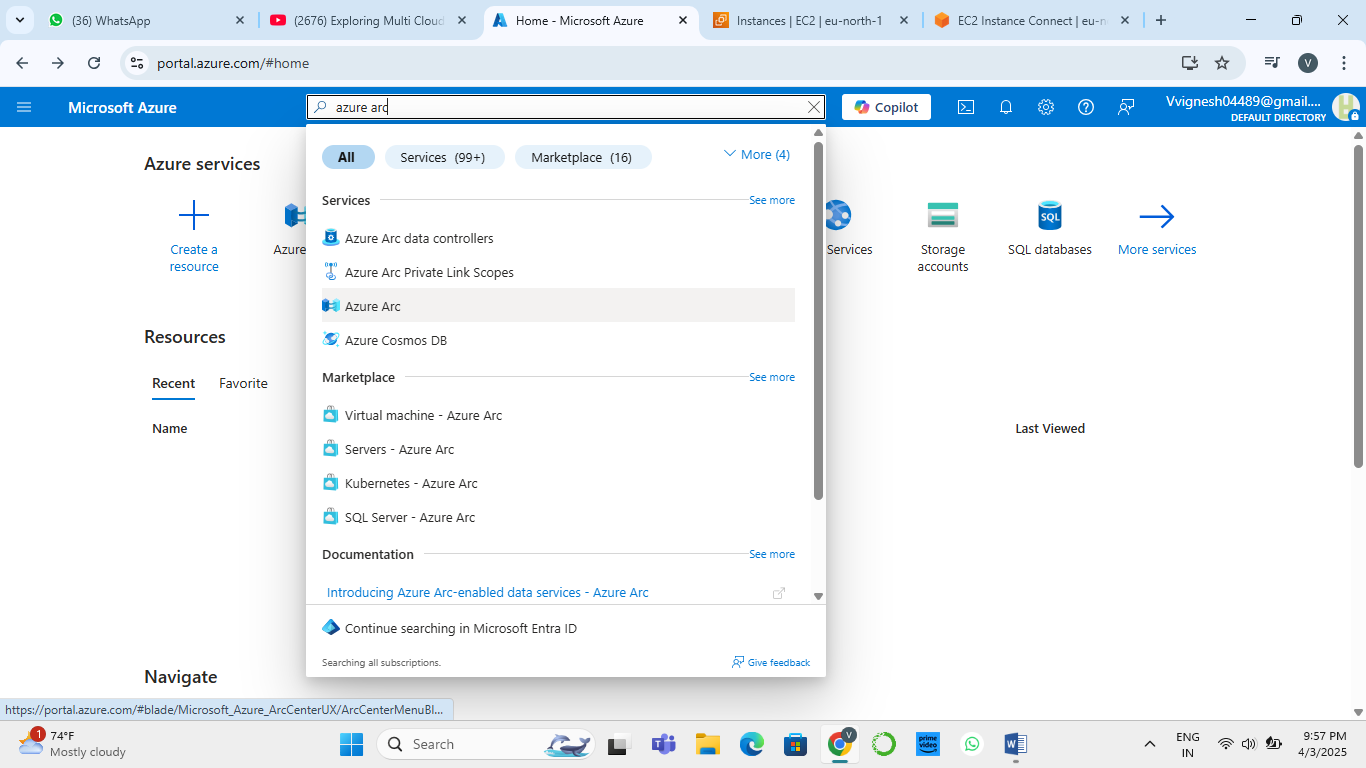 (36) WhatsApp
(2676) Exploring Multi Cloud
Home - Microsoft Azure
Instances | EC2 | eu-north-1
EC2 Instance Connect | eu-n
portal.azure.com/#home
V
Microsoft Azure
azure arc
Copilot
Vvignesh04489@gmail....
DEFAULT DIRECTORY
Azure services
All
Services (99+)
Marketplace (16)
More (4)
Services
See more
Create a
resource
Azure
Azure Arc data controllers
Azure Arc Private Link Scopes
Azure Arc
Azure Cosmos DB
Services
Storage
accounts
SQL
SQL databases
More services
Resources
Recent
Favorite
Marketplace
See more
Name
Last Viewed
Virtual machine - Azure Arc
Servers - Azure Arc
Kubernetes - Azure Arc
SQL Server - Azure Arc
Documentation
See more
Introducing Azure Arc-enabled data services - Azure Arc
Continue searching in Microsoft Entra ID
Searching all subscriptions.
Give feedback
Navigate
https://portal.azure.com/#blade/Microsoft_Azure_ArcCenterUX/ArcCenterMenuBl...
1
74°F
Mostly cloudy
Search
V
prime
video
ENG
IN
9:57 PM
4/3/2025